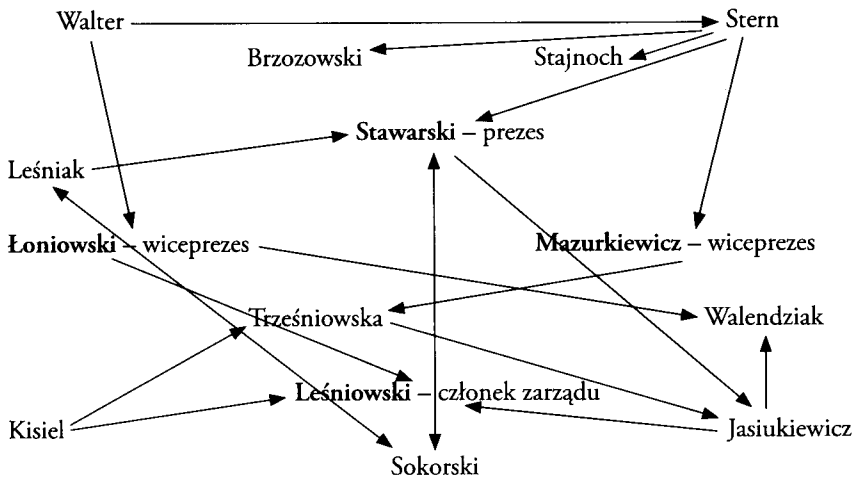 Walter
Stern
Brzozowski
Stajnoch
Stawarski – prezes
Leśniak
Łoniowski – wiceprezes
Mazurkiewicz – wiceprezes
Trześniowska
Walendziak
Leśniowski – członek zarządu
Kisiel
Jasiukiewicz
Sokorski